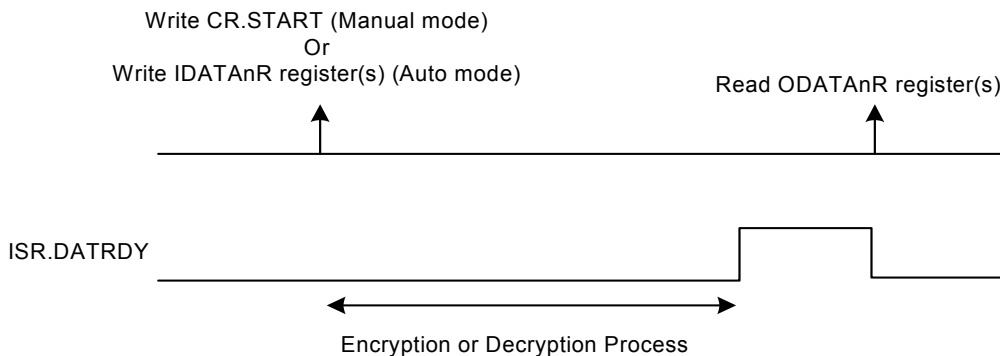 Write CR.START (Manual mode)
Or
Write IDATAnR register(s) (Auto mode)
Read ODATAnR register(s)
ISR.DATRDY
Encryption or Decryption Process